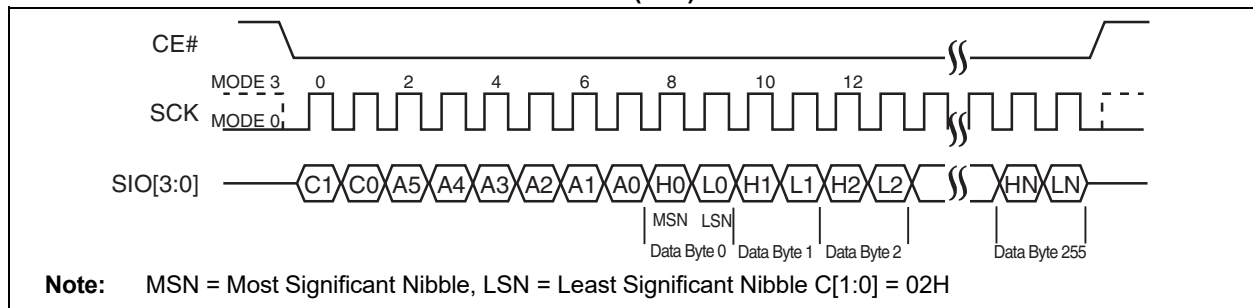 CE#
MODE 3 0 2 4 6 8 10 12
SCK
MODE 0
SIO[3:0] C1 C0 A5 A4 A3 A2 A1 A0 H0 L0 H1 L1 H2 L2 HN LN
MSN LSN
Data Byte 0 Data Byte 1 Data Byte 2 Data Byte 255
Note: MSN = Most Significant Nibble, LSN = Least Significant Nibble C[1:0] = 02H